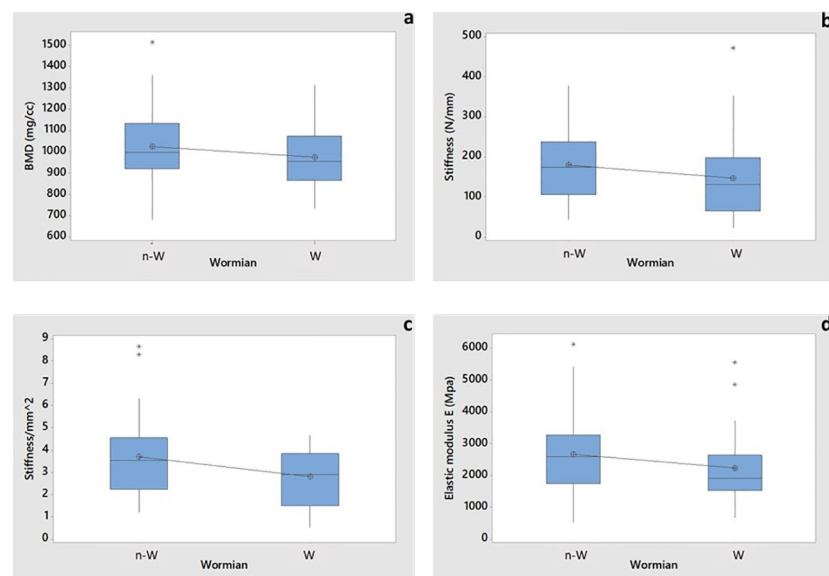 a
BMD (mg/cc)
1500
1400
1300
1200
1100
1000
900
800
700
600
n-W
W
Wormian
b
Stiffness (N/mm)
500
400
300
200
100
0
n-W
W
Wormian
c
Stiffness/mm^2
9
8
7
6
5
4
3
2
1
0
n-W
W
Wormian
d
Elastic modulus E (Mpa)
6000
5000
4000
3000
2000
1000
0
n-W
W
Wormian